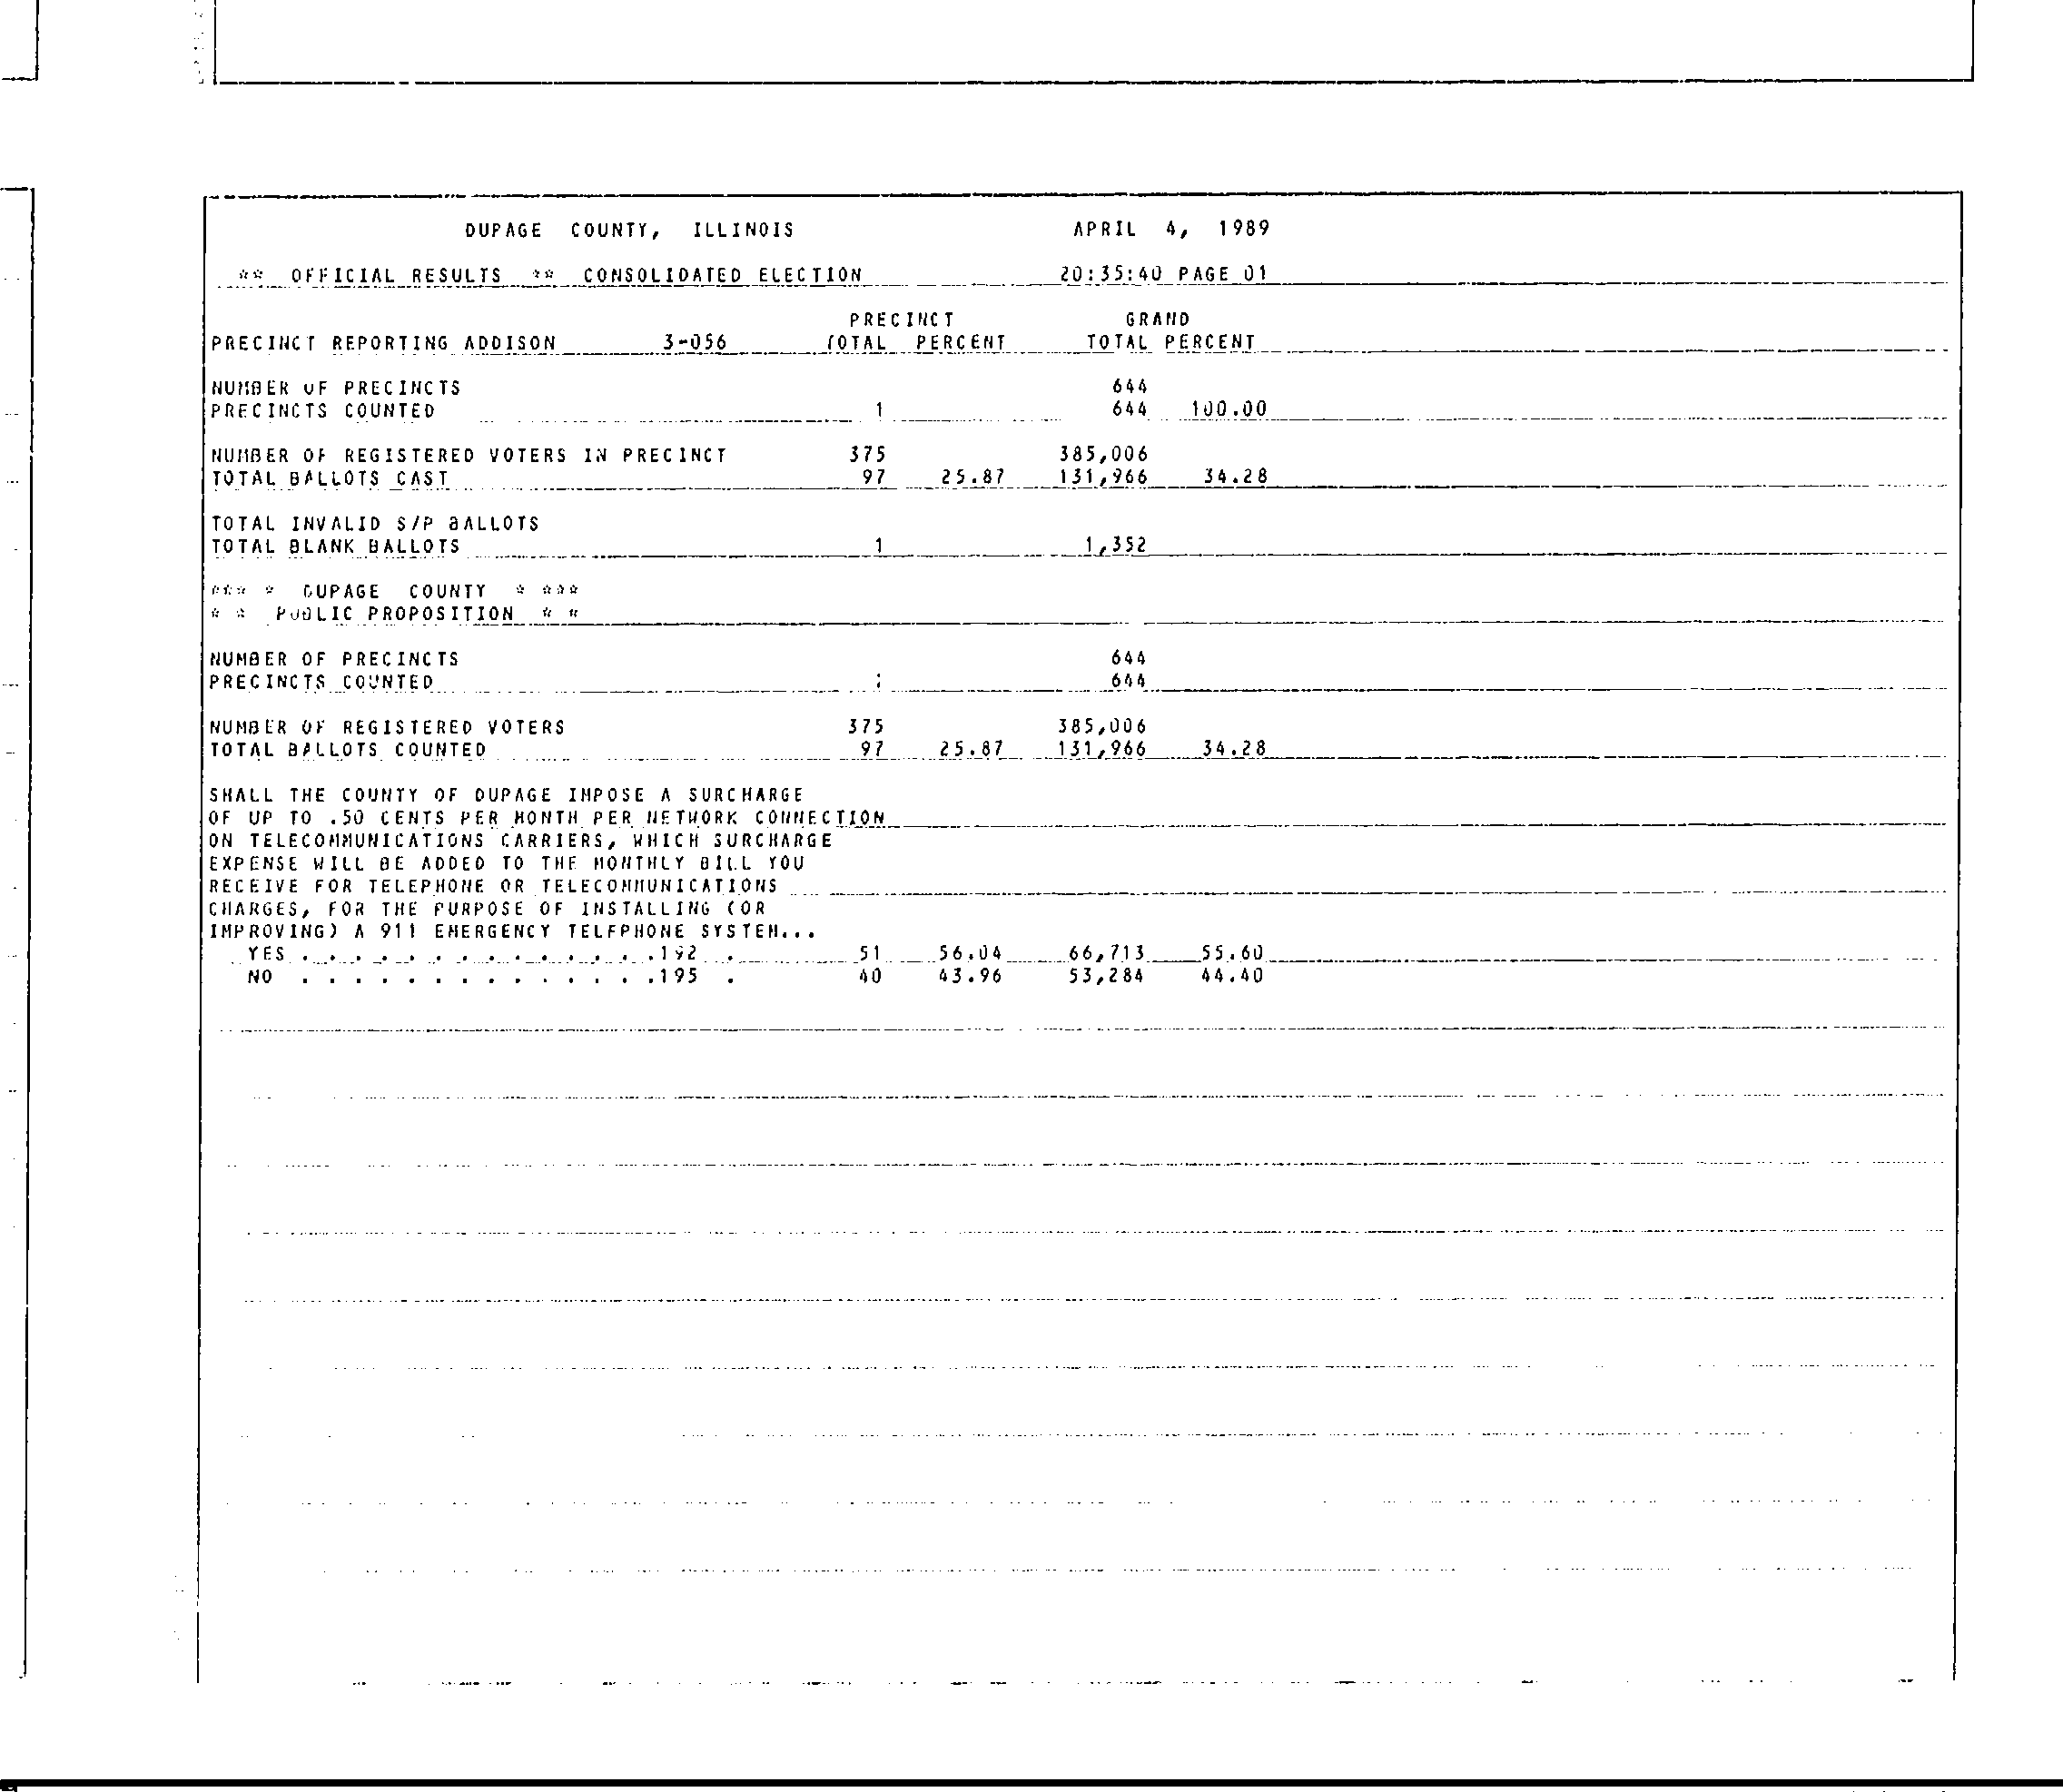 DUPAGE COUNTY, ILLINOIS APRIL 4, 1989
** OFFICIAL RESULTS ** CONSOLIDATED ELECTION 20:35:40 PAGE 01
PRECINCT GRAND
PRECINCT REPORTING ADDISON 3-056 TOTAL PERCENT TOTAL PERCENT
NUMBER OF PRECINCTS 644
PRECINCTS COUNTED 1 644 100.00
NUMBER OF REGISTERED VOTERS IN PRECINCT 375 385,006
TOTAL BALLOTS CAST 97 25.87 131,966 34.28
TOTAL INVALID S/P BALLOTS
TOTAL BLANK BALLOTS 1 1,352
*** * DUPAGE COUNTY * ***
* * PUBLIC PROPOSITION * *
NUMBER OF PRECINCTS 644
PRECINCTS COUNTED 644
NUMBER OF REGISTERED VOTERS 375 385,006
TOTAL BALLOTS COUNTED 97 25.87 131,966 34.28
SHALL THE COUNTY OF DUPAGE IMPOSE A SURCHARGE
OF UP TO .50 CENTS PER MONTH PER NETWORK CONNECTION
ON TELECOMMUNICATIONS CARRIERS, WHICH SURCHARGE
EXPENSE WILL BE ADDED TO THE MONTHLY BILL YOU
RECEIVE FOR TELEPHONE OR TELECOMMUNICATIONS
CHARGES, FOR THE PURPOSE OF INSTALLING (OR
IMPROVING) A 911 EMERGENCY TELEPHONE SYSTEM...
YES . . . . . . . . . . . . . .192 . 51 56.04 66,713 55.60
NO . . . . . . . . . . . . . .195 . 40 43.96 53,284 44.40